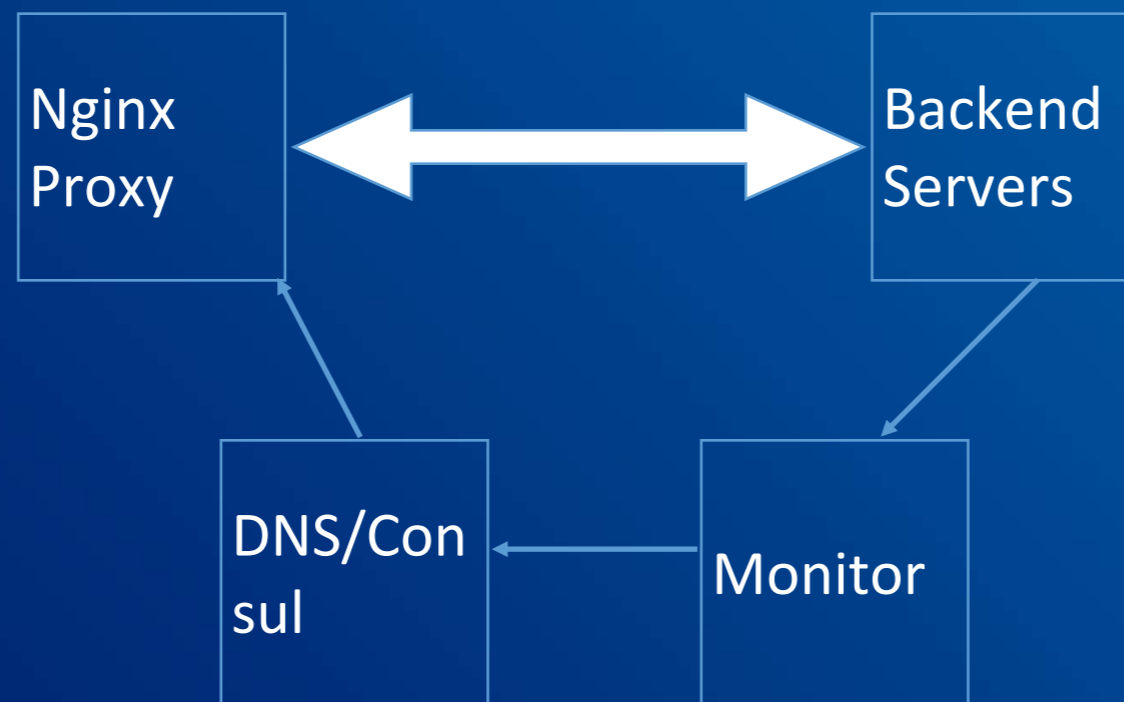 Nginx
Proxy
Backend
Servers
DNS/Con
sul
Monitor